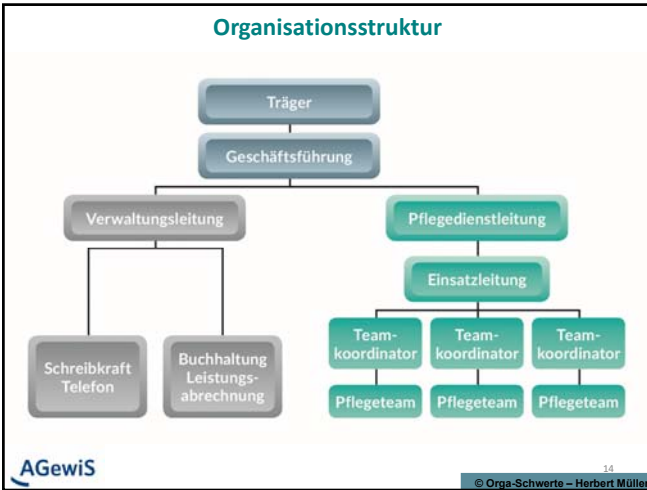 Organisationsstruktur
Träger
Geschäftsführung
Verwaltungsleitung
Pflegedienstleitung
Einsatzleitung
Schreibkraft
Telefon
Buchhaltung
Leistungs-
abrechnung
Team-
koordinator
Team-
koordinator
Team-
koordinator
Pflegeteam
Pflegeteam
Pflegeteam
AGewiS
14
© Orga-Schwerte – Herbert Müller